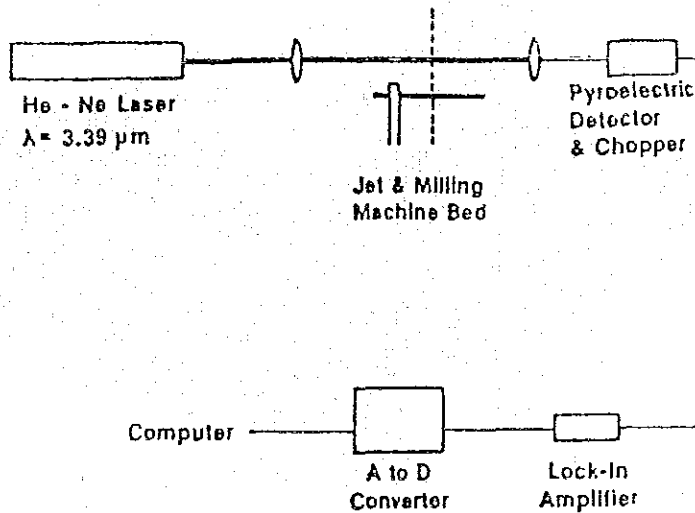 He - Ne Laser
λ = 3.39 μm
Pyroelectric
Detector
& Chopper
Jet & Milling
Machine Bed
Computer
A to D
Converter
Lock-In
Amplifier